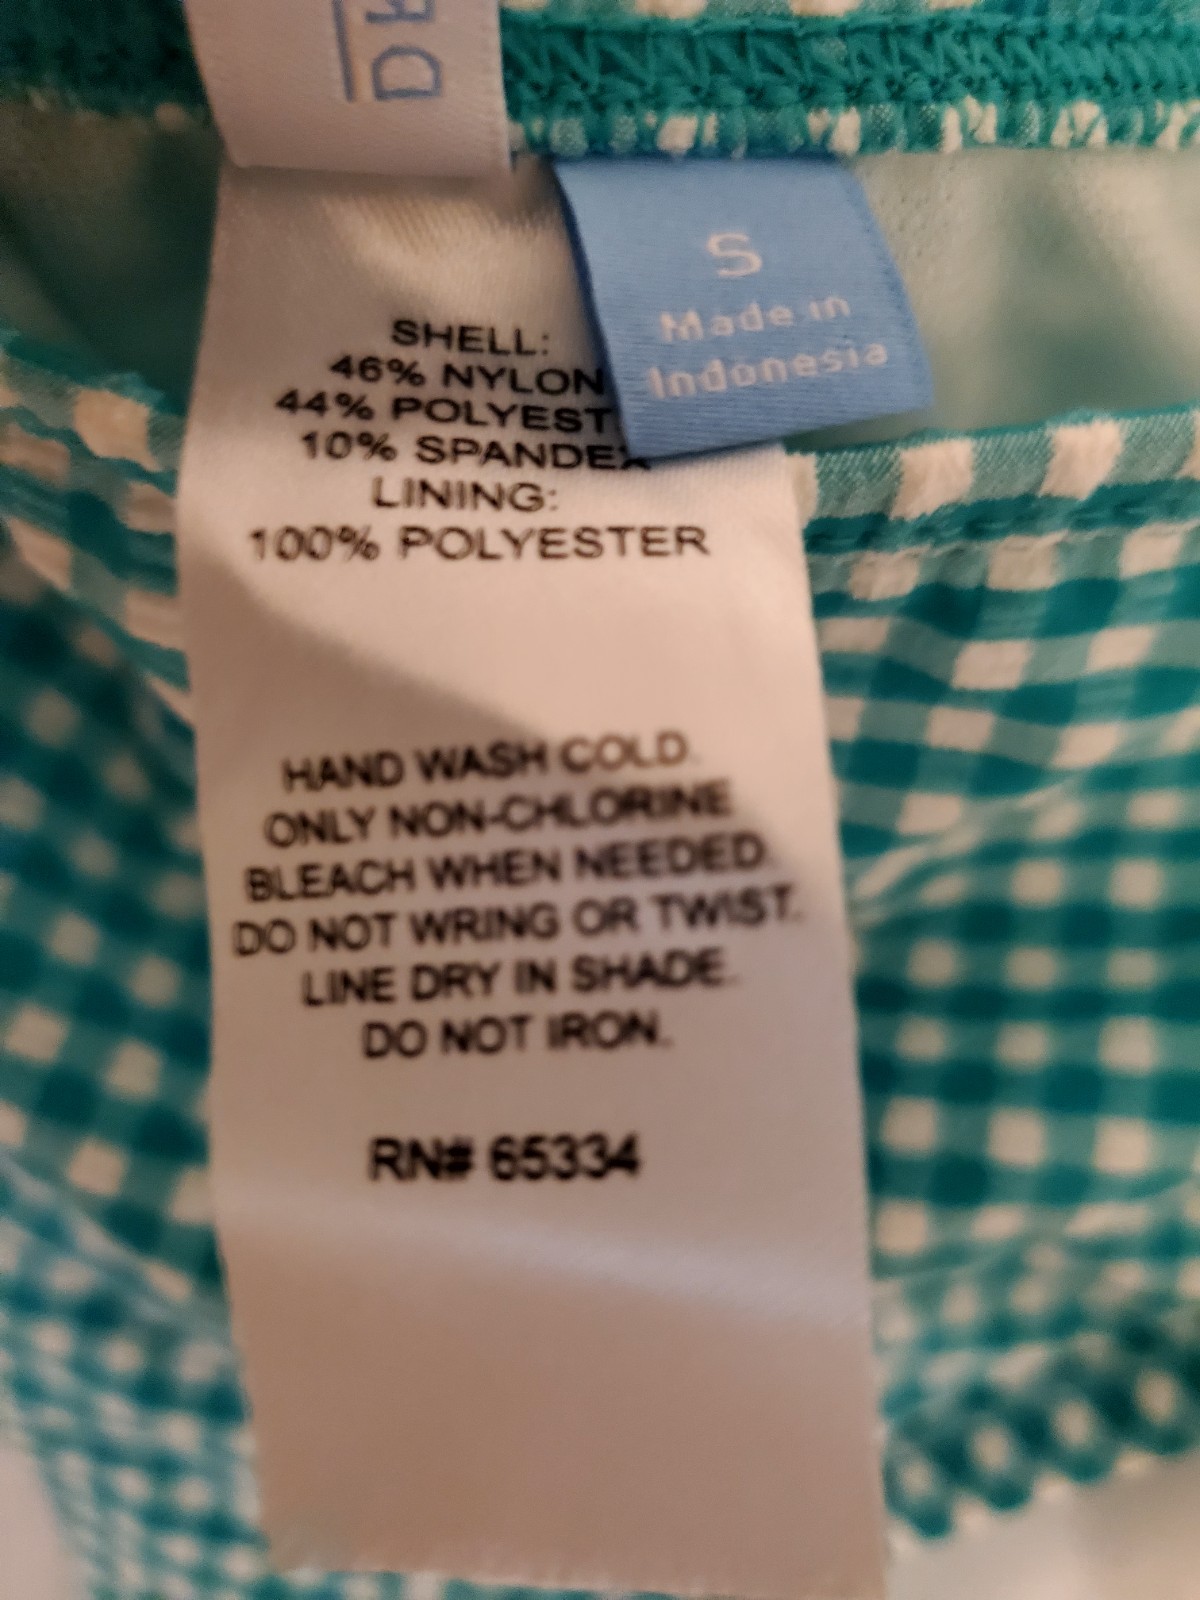 DR
S
Made in
Indonesia
SHELL:
46% NYLON
44% POLYEST
10% SPANDEX
LINING:
100% POLYESTER
HAND WASH COLD.
ONLY NON-CHLORINE
BLEACH WHEN NEEDED.
DO NOT WRING OR TWIST.
LINE DRY IN SHADE.
DO NOT IRON.
RN# 65334